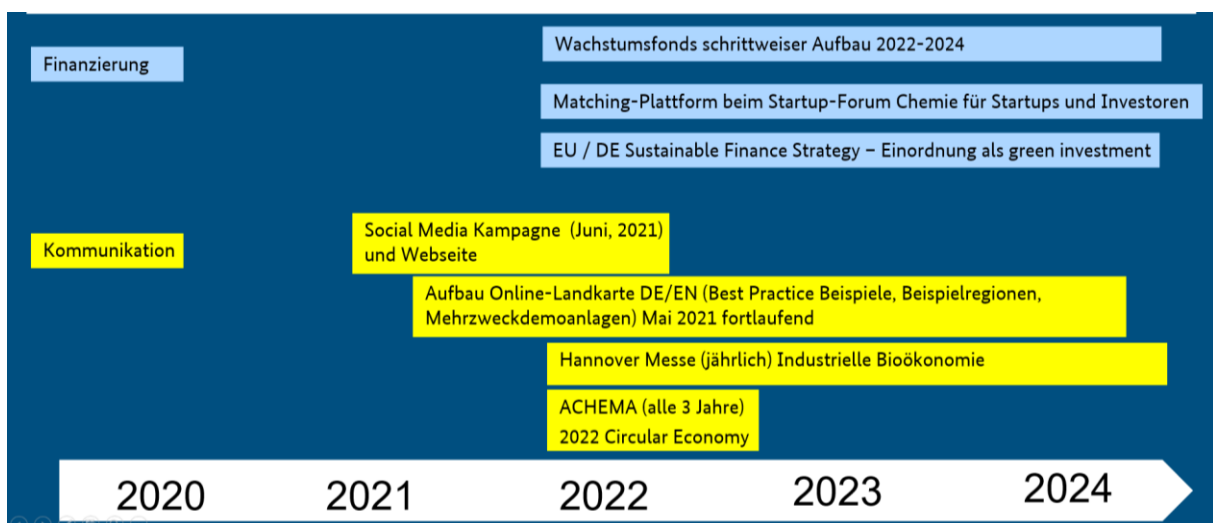 Finanzierung
Wachstumsfonds schrittweiser Aufbau 2022-2024
Matching-Plattform beim Startup-Forum Chemie für Startups und Investoren
EU / DE Sustainable Finance Strategy – Einordnung als green investment
Kommunikation
Social Media Kampagne (Juni, 2021)
und Webseite
Aufbau Online-Landkarte DE/EN (Best Practice Beispiele, Beispielregionen,
Mehrzweckdemoanlagen) Mai 2021 fortlaufend
Hannover Messe (jährlich) Industrielle Bioökonomie
ACHEMA (alle 3 Jahre)
2022 Circular Economy
2020 2021 2022 2023 2024